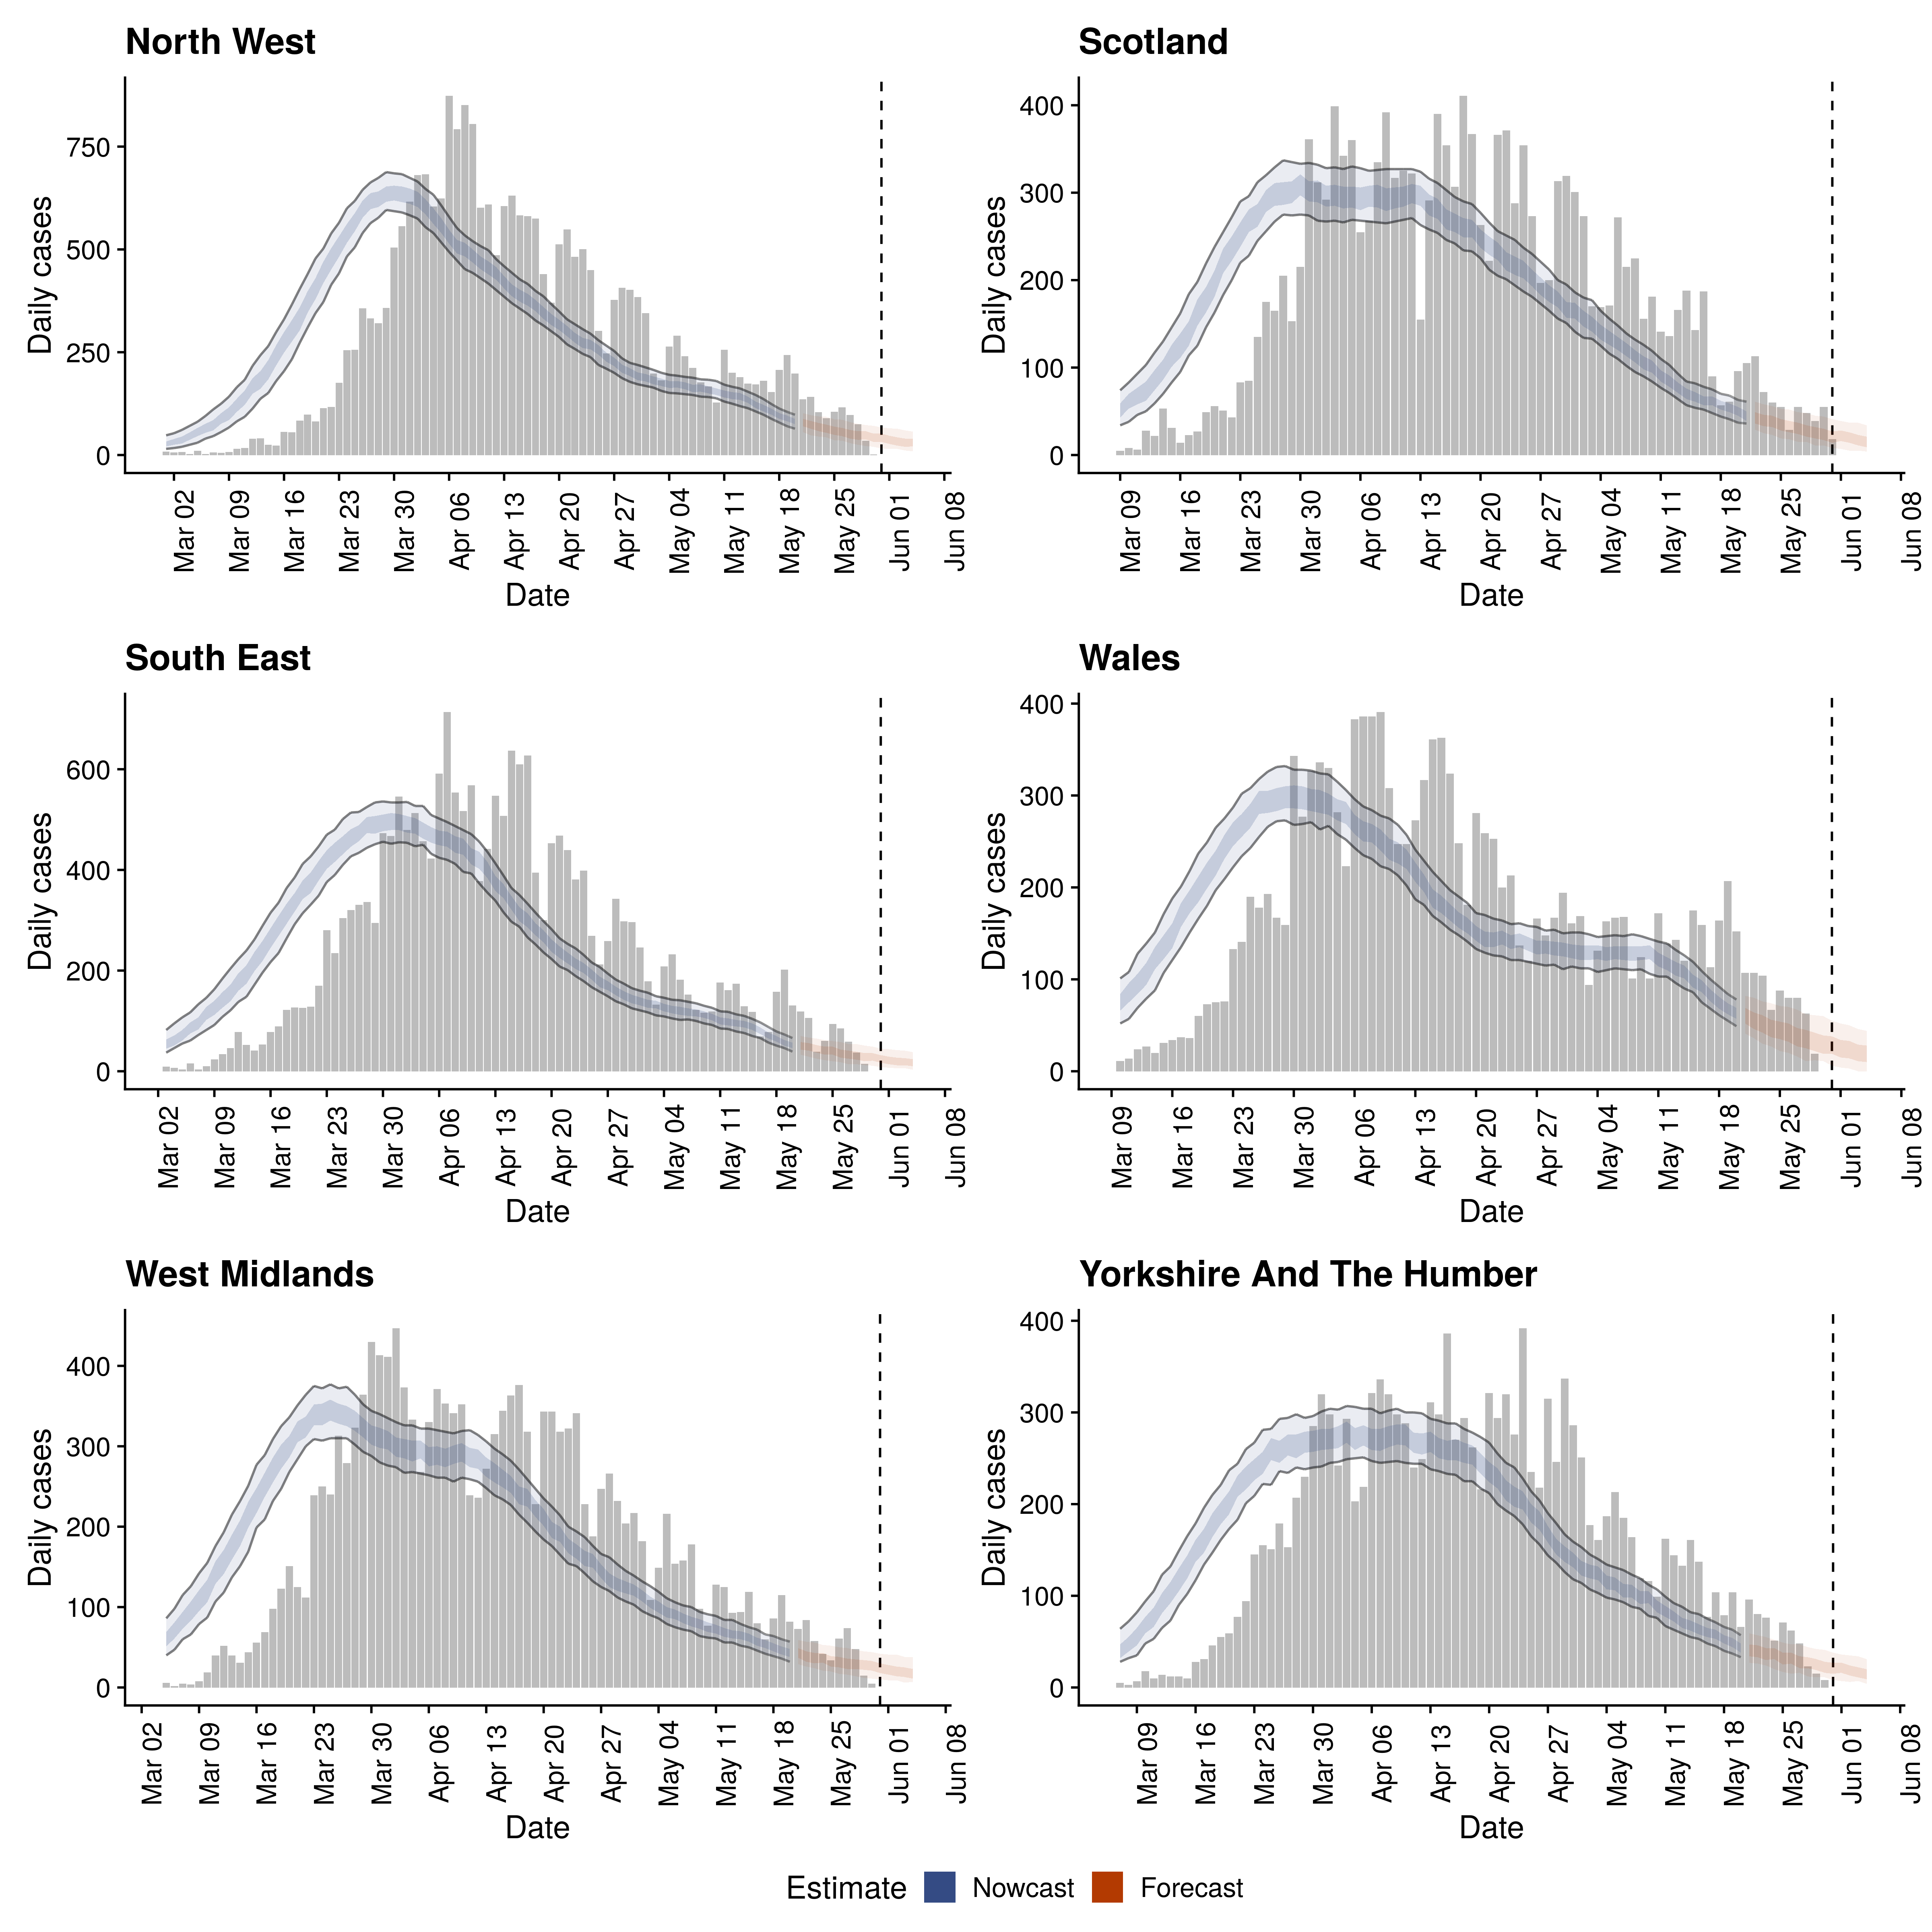 North West
Daily cases
750
500
250
0
Mar 02
Mar 09
Mar 16
Mar 23
Mar 30
Apr 06
Apr 13
Apr 20
Apr 27
May 04
May 11
May 18
May 25
Jun 01
Jun 08
Date
Scotland
Daily cases
400
300
200
100
0
Mar 09
Mar 16
Mar 23
Mar 30
Apr 06
Apr 13
Apr 20
Apr 27
May 04
May 11
May 18
May 25
Jun 01
Jun 08
Date
South East
Daily cases
600
400
200
0
Mar 02
Mar 09
Mar 16
Mar 23
Mar 30
Apr 06
Apr 13
Apr 20
Apr 27
May 04
May 11
May 18
May 25
Jun 01
Jun 08
Date
Wales
Daily cases
400
300
200
100
0
Mar 09
Mar 16
Mar 23
Mar 30
Apr 06
Apr 13
Apr 20
Apr 27
May 04
May 11
May 18
May 25
Jun 01
Jun 08
Date
West Midlands
Daily cases
400
300
200
100
0
Mar 02
Mar 09
Mar 16
Mar 23
Mar 30
Apr 06
Apr 13
Apr 20
Apr 27
May 04
May 11
May 18
May 25
Jun 01
Jun 08
Date
Yorkshire And The Humber
Daily cases
400
300
200
100
0
Mar 09
Mar 16
Mar 23
Mar 30
Apr 06
Apr 13
Apr 20
Apr 27
May 04
May 11
May 18
May 25
Jun 01
Jun 08
Date
Estimate Nowcast Forecast